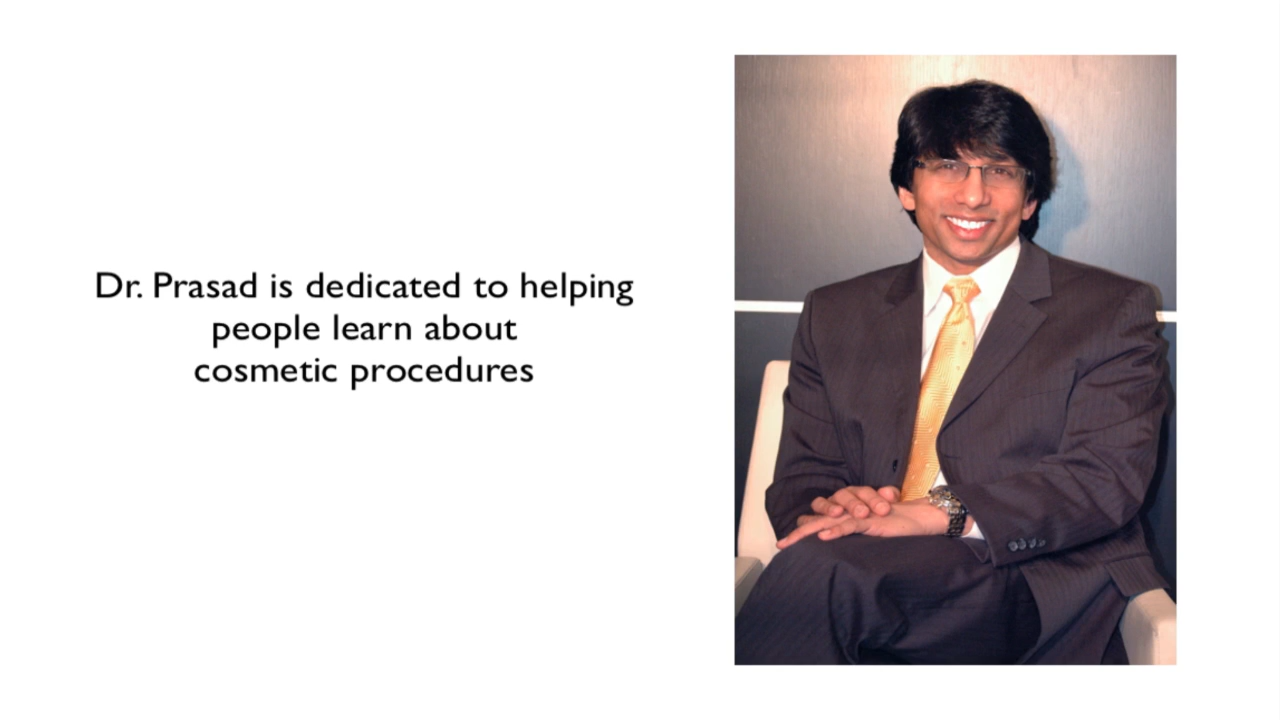 Dr. Prasad is dedicated to helping
people learn about
cosmetic procedures